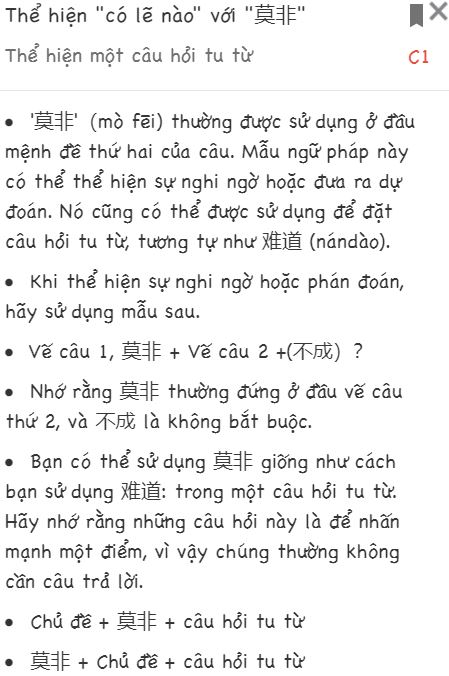 Thể hiện "có lẽ nào" với "莫非"
Thể hiện một câu hỏi tu từ C1
• '莫非' (mò fēi) thường được sử dụng ở đầu
mệnh đề thứ hai của câu. Mẫu ngữ pháp này
có thể thể hiện sự nghi ngờ hoặc đưa ra dự
đoán. Nó cũng có thể được sử dụng để đặt
câu hỏi tu từ, tương tự như 难道 (nándào).
• Khi thể hiện sự nghi ngờ hoặc phán đoán,
hãy sử dụng mẫu sau.
• Vế câu 1, 莫非 + Vế câu 2 +(不成) ?
• Nhớ rằng 莫非 thường đứng ở đầu vế câu
thứ 2, và 不成 là không bắt buộc.
• Bạn có thể sử dụng 莫非 giống như cách
bạn sử dụng 难道: trong một câu hỏi tu từ.
Hãy nhớ rằng những câu hỏi này là để nhấn
mạnh một điểm, vì vậy chúng thường không
cần câu trả lời.
• Chủ đề + 莫非 + câu hỏi tu từ
• 莫非 + Chủ đề + câu hỏi tu từ